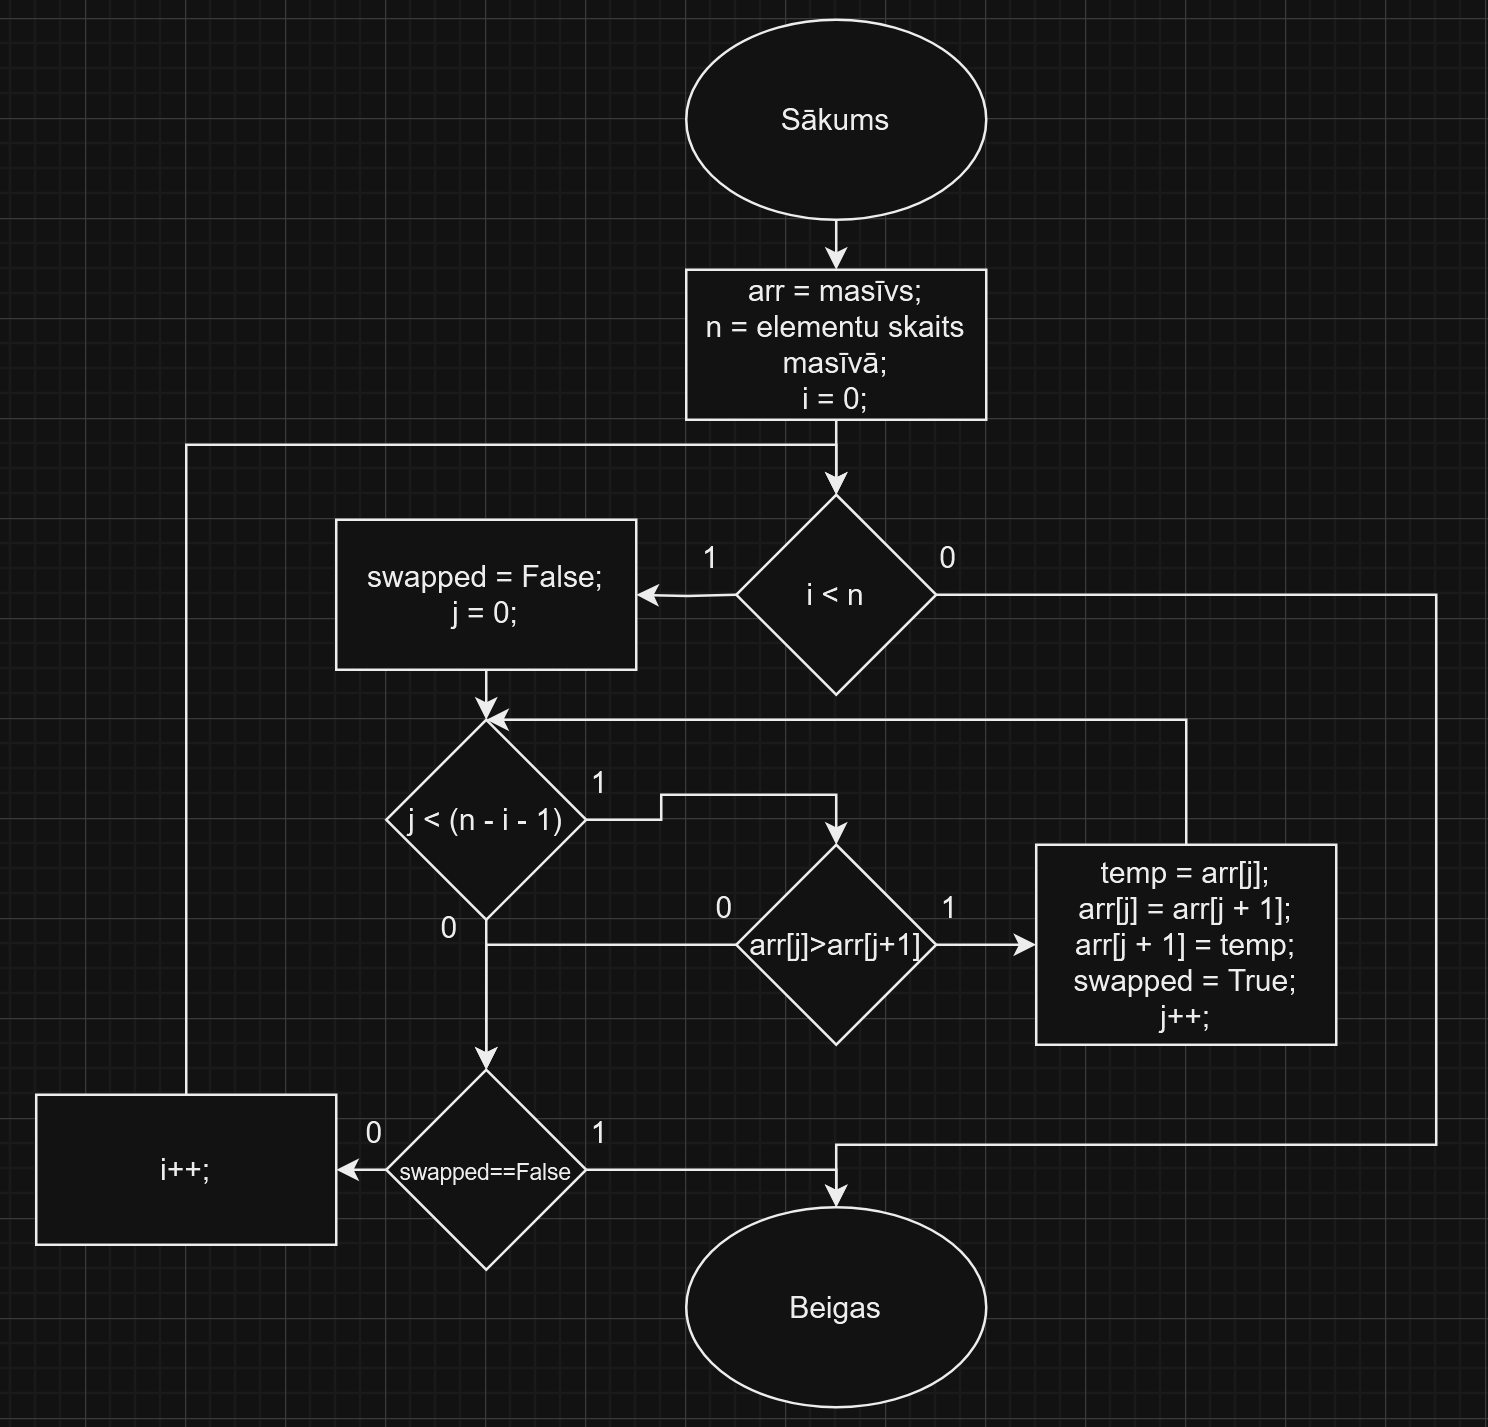 Sākums
arr = masīvs;
n = elementu skaits
masīvā;
i = 0;
swapped = False;
j = 0;
1
i < n
0
j < (n - i - 1)
1
0
0
arr[j]>arr[j+1]
1
temp = arr[j];
arr[j] = arr[j + 1];
arr[j + 1] = temp;
swapped = True;
j++;
i++;
0
swapped==False
1
Beigas